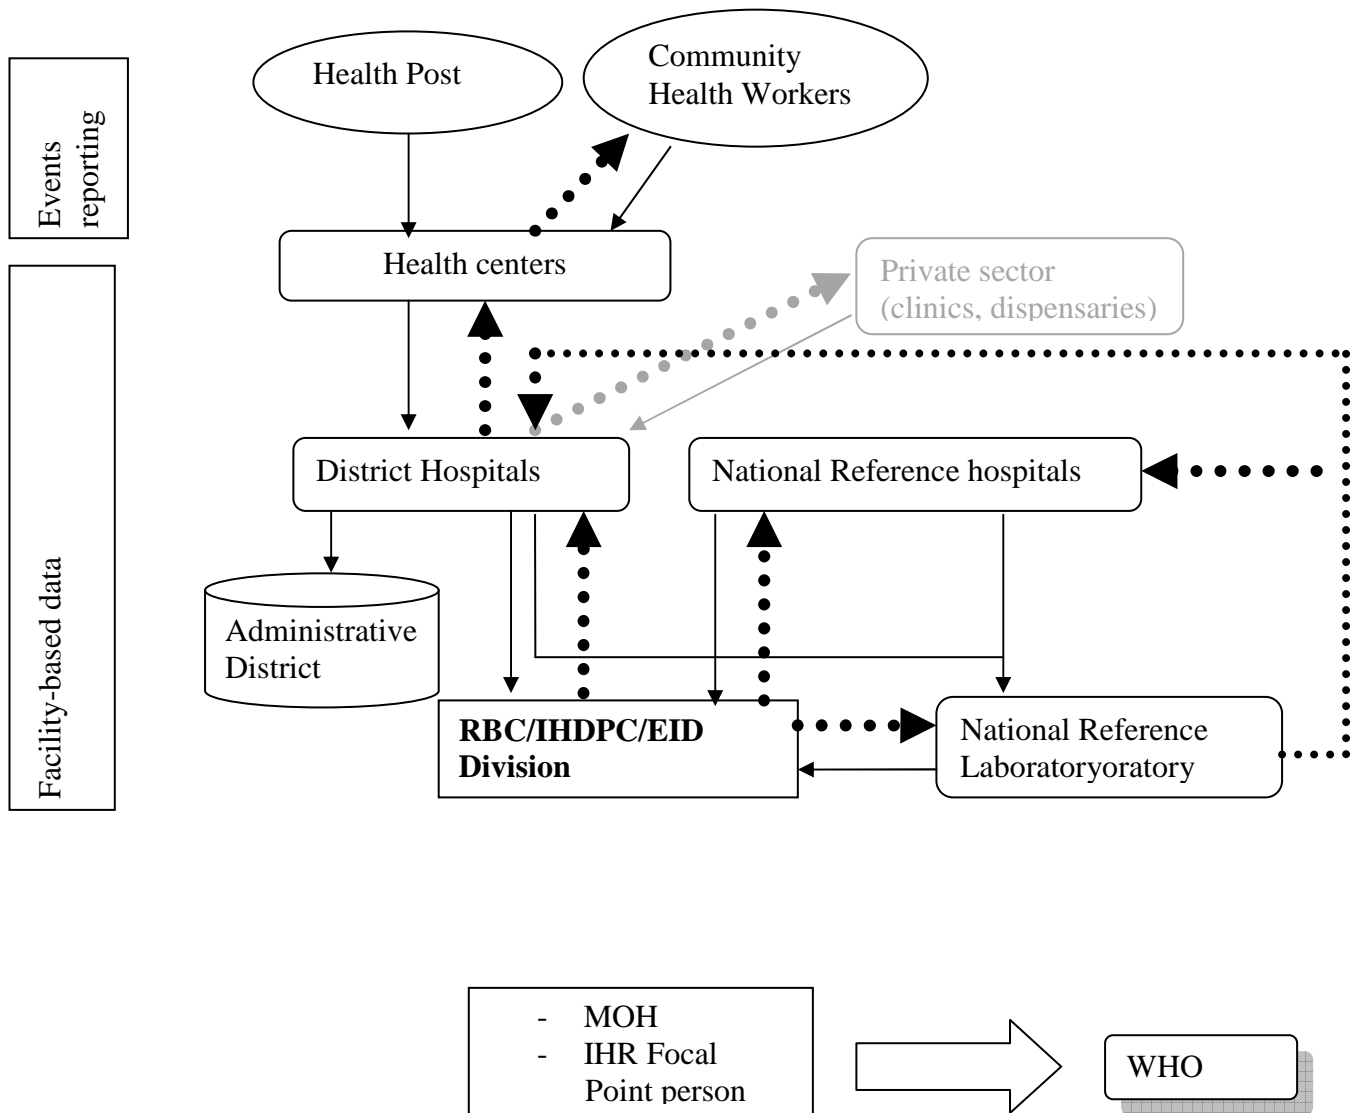 Health Post
Community
Health Workers
Events
reporting
Health centers
Private sector
(clinics, dispensaries)
District Hospitals
National Reference hospitals
Facility-based data
Administrative
District
RBC/IHDPC/EID
Division
National Reference
Laboratoryoratory
- MOH
- IHR Focal
Point person
WHO